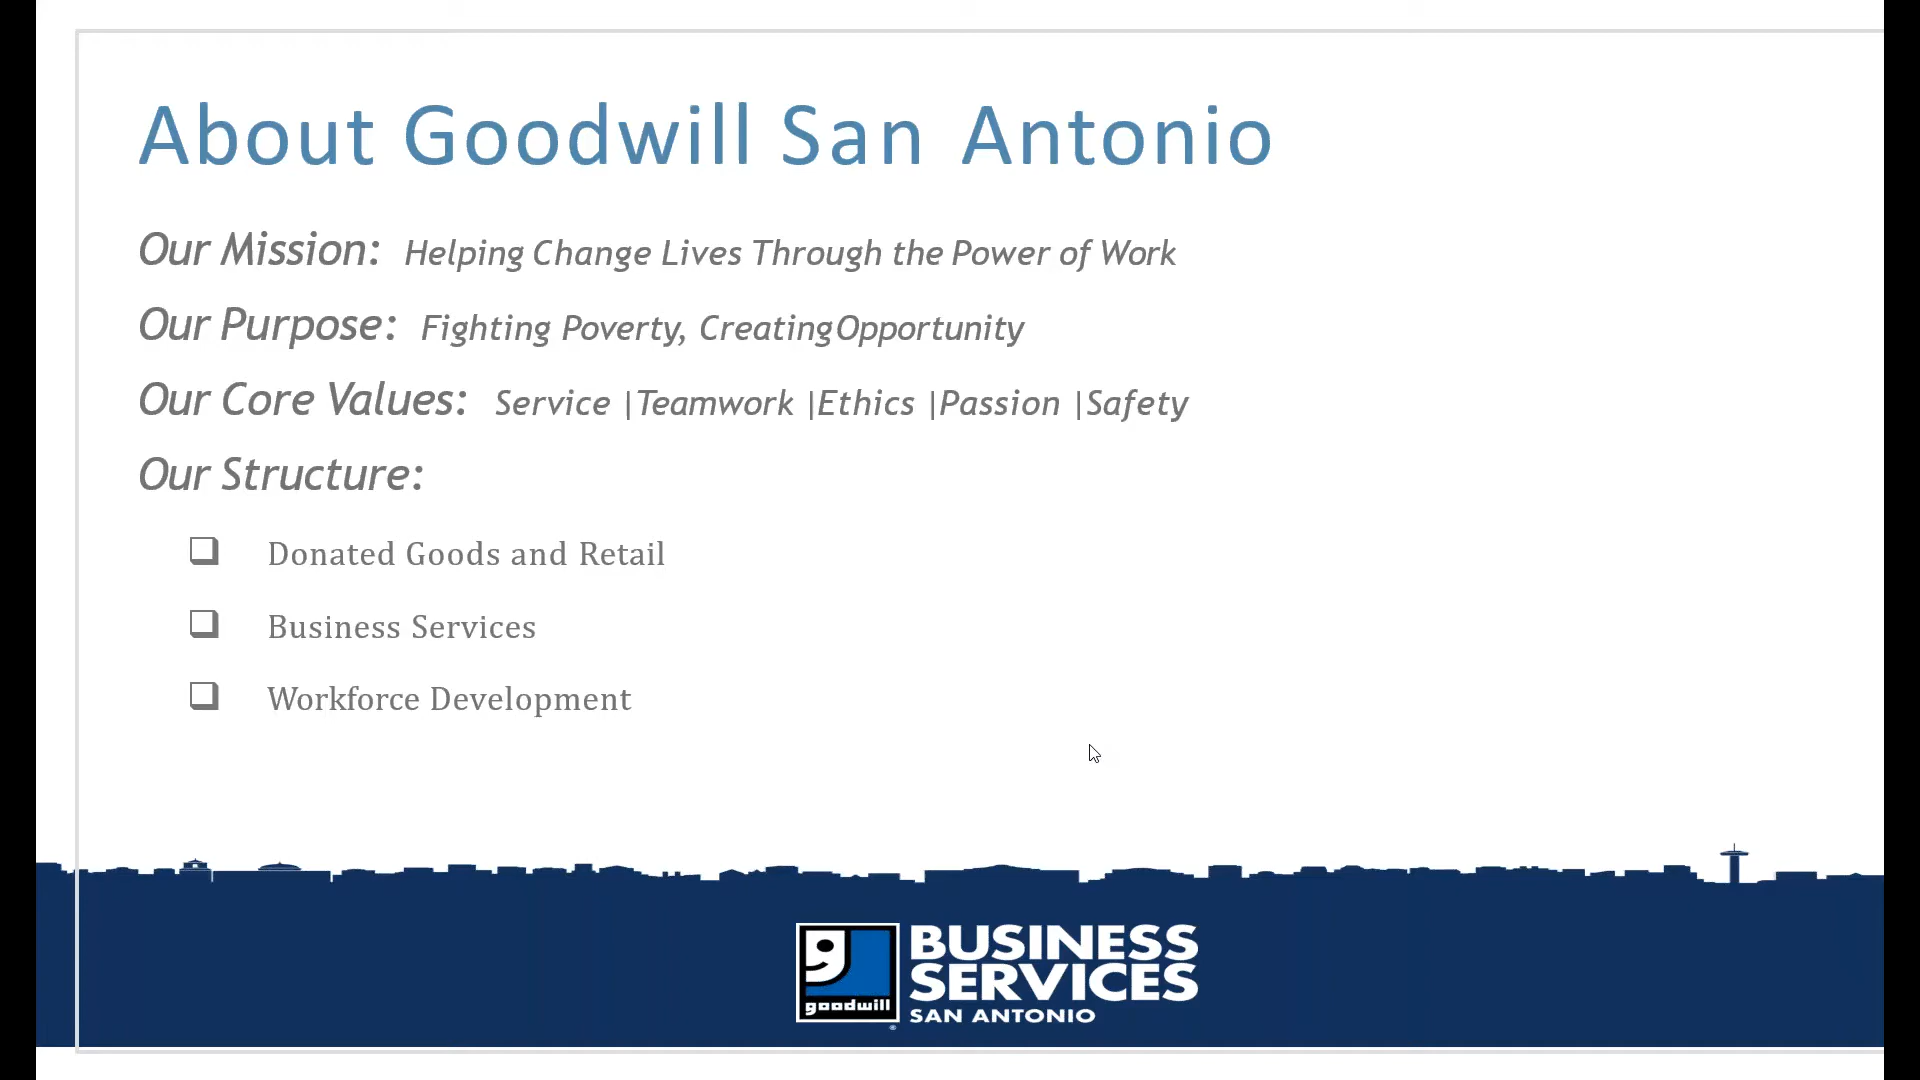 About Goodwill San Antonio
Our Mission: Helping Change Lives Through the Power of Work
Our Purpose: Fighting Poverty, Creating Opportunity
Our Core Values: Service |Teamwork |Ethics |Passion |Safety
Our Structure:
Donated Goods and Retail
Business Services
Workforce Development
goodwill ®
BUSINESS
SERVICES
SAN ANTONIO